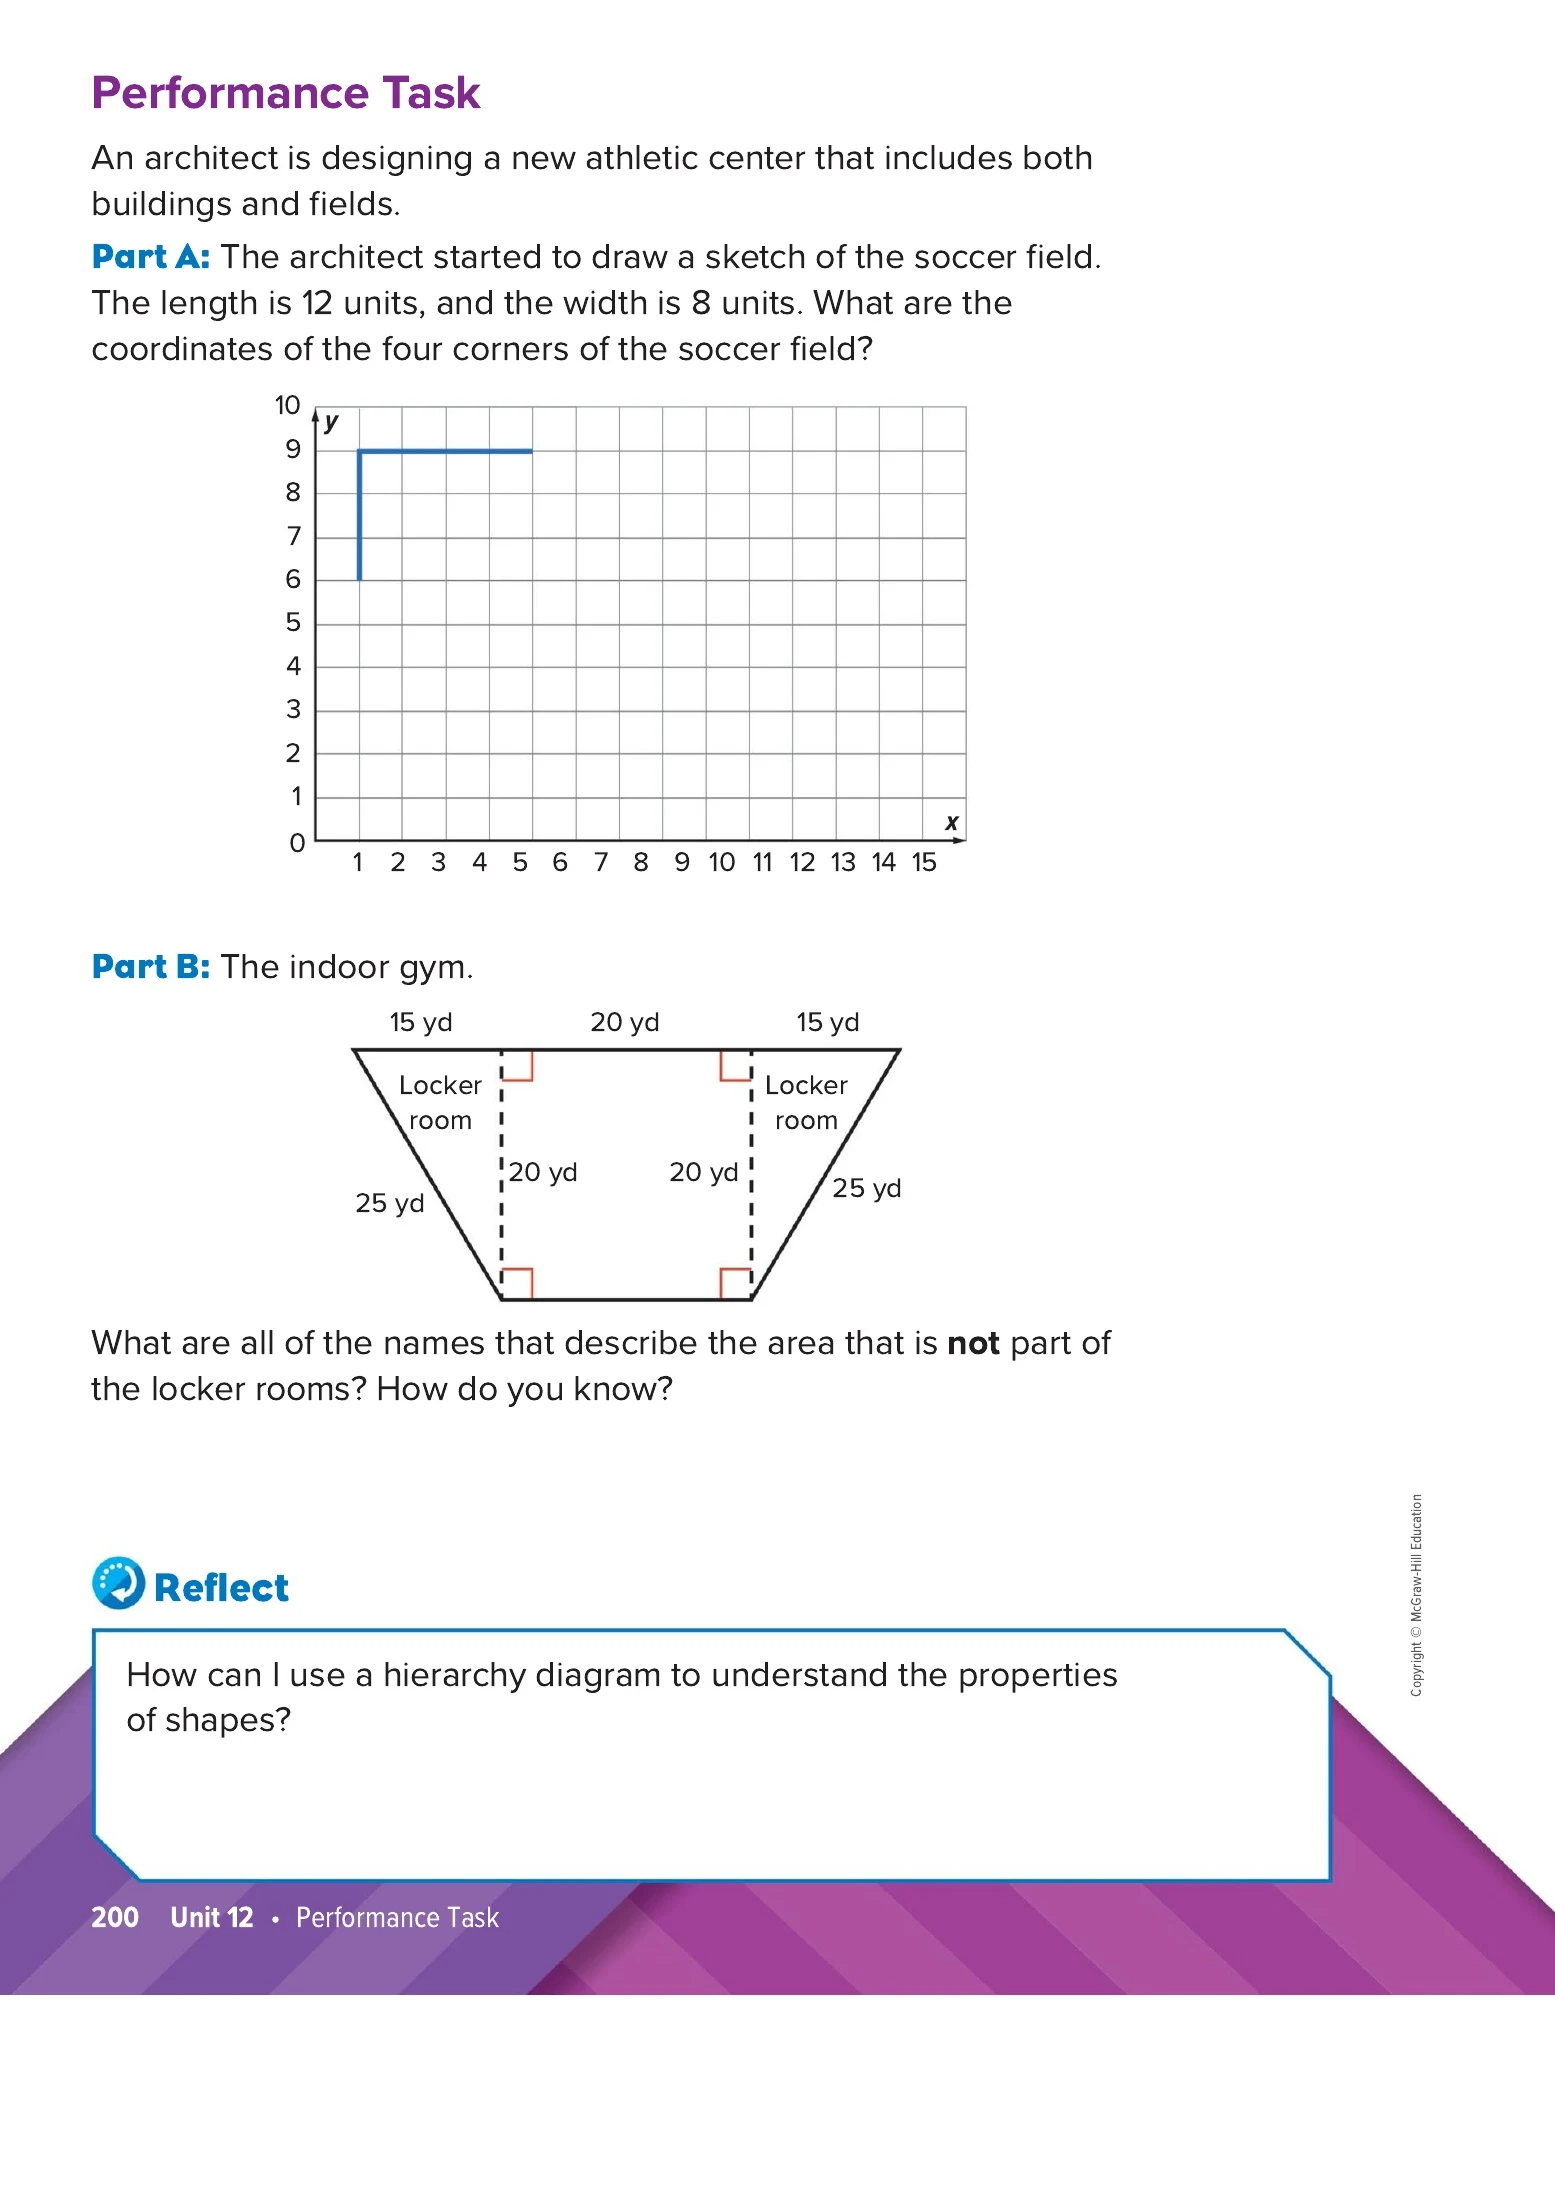 Performance Task
An architect is designing a new athletic center that includes both
buildings and fields.
Part A: The architect started to draw a sketch of the soccer field.
The length is 12 units, and the width is 8 units. What are the
coordinates of the four corners of the soccer field?
10
y
9
8
7
6
5
4
3
2
1
x
0
1 2 3 4 5 6 7 8 9 10 11 12 13 14 15
Part B: The indoor gym.
15 yd 20 yd 15 yd
Locker
room
Locker
room
20 yd 20 yd
25 yd 25 yd
What are all of the names that describe the area that is not part of
the locker rooms? How do you know?
Copyright © McGraw-Hill Education
Reflect
How can I use a hierarchy diagram to understand the properties
of shapes?
200 Unit 12 • Performance Task